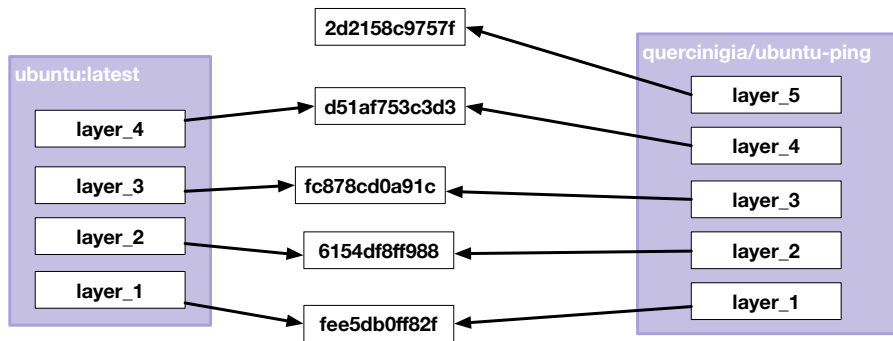 ubuntu:latest
layer_4
layer_3
layer_2
layer_1
2d2158c9757f
d51af753c3d3
fc878cd0a91c
6154df8ff988
fee5db0ff82f
quercinigia/ubuntu-ping
layer_5
layer_4
layer_3
layer_2
layer_1